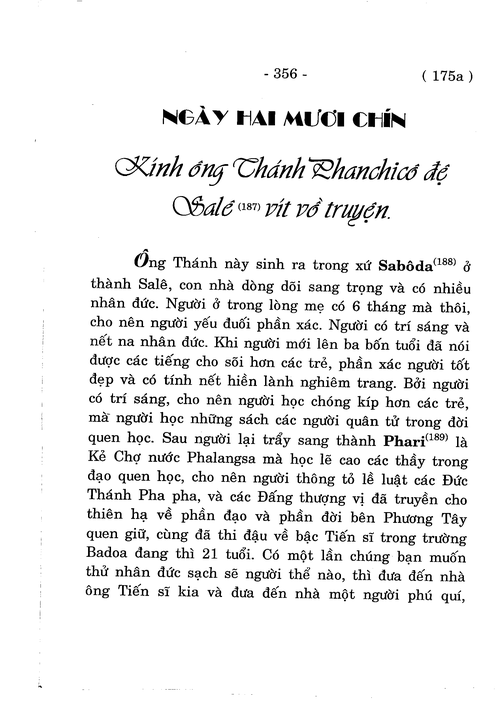 - 356 -
( 175a )
NGÀY HAI MƯƠI CHÍN
Kính ông Thánh Phanchicô đệ
Salê (187) vít vồ truyện.
Ông Thánh này sinh ra trong xứ Sabôda(188) ở
thành Salê, con nhà dòng dõi sang trọng và có nhiều
nhân đức. Người ở trong lòng mẹ có 6 tháng mà thôi,
cho nên người yếu đuối phần xác. Người có trí sáng và
nết na nhân đức. Khi người mới lên ba bốn tuổi đã nói
được các tiếng cho sõi hơn các trẻ, phần xác người tốt
đẹp và có tính nết hiền lành nghiêm trang. Bởi người
có trí sáng, cho nên người học chóng kíp hơn các trẻ,
mà người học những sách các người quân tử trong đời
quen học. Sau người lại trẩy sang thành Phari(189) là
Kẻ Chợ nước Phalangsa mà học lẽ cao các thầy trong
đạo quen học, cho nên người thông tỏ lề luật các Đức
Thánh Pha pha, và các Đấng thượng vị đã truyền cho
thiên hạ về phần đạo và phần đời bên Phương Tây
quen giữ, cùng đã thi đậu về bậc Tiến sĩ trong trường
Badoa đang thì 21 tuổi. Có một lần chúng bạn muốn
thử nhân đức sạch sẽ người thể nào, thì đưa đến nhà
ông Tiến sĩ kia và đưa đến nhà một người phú quí,